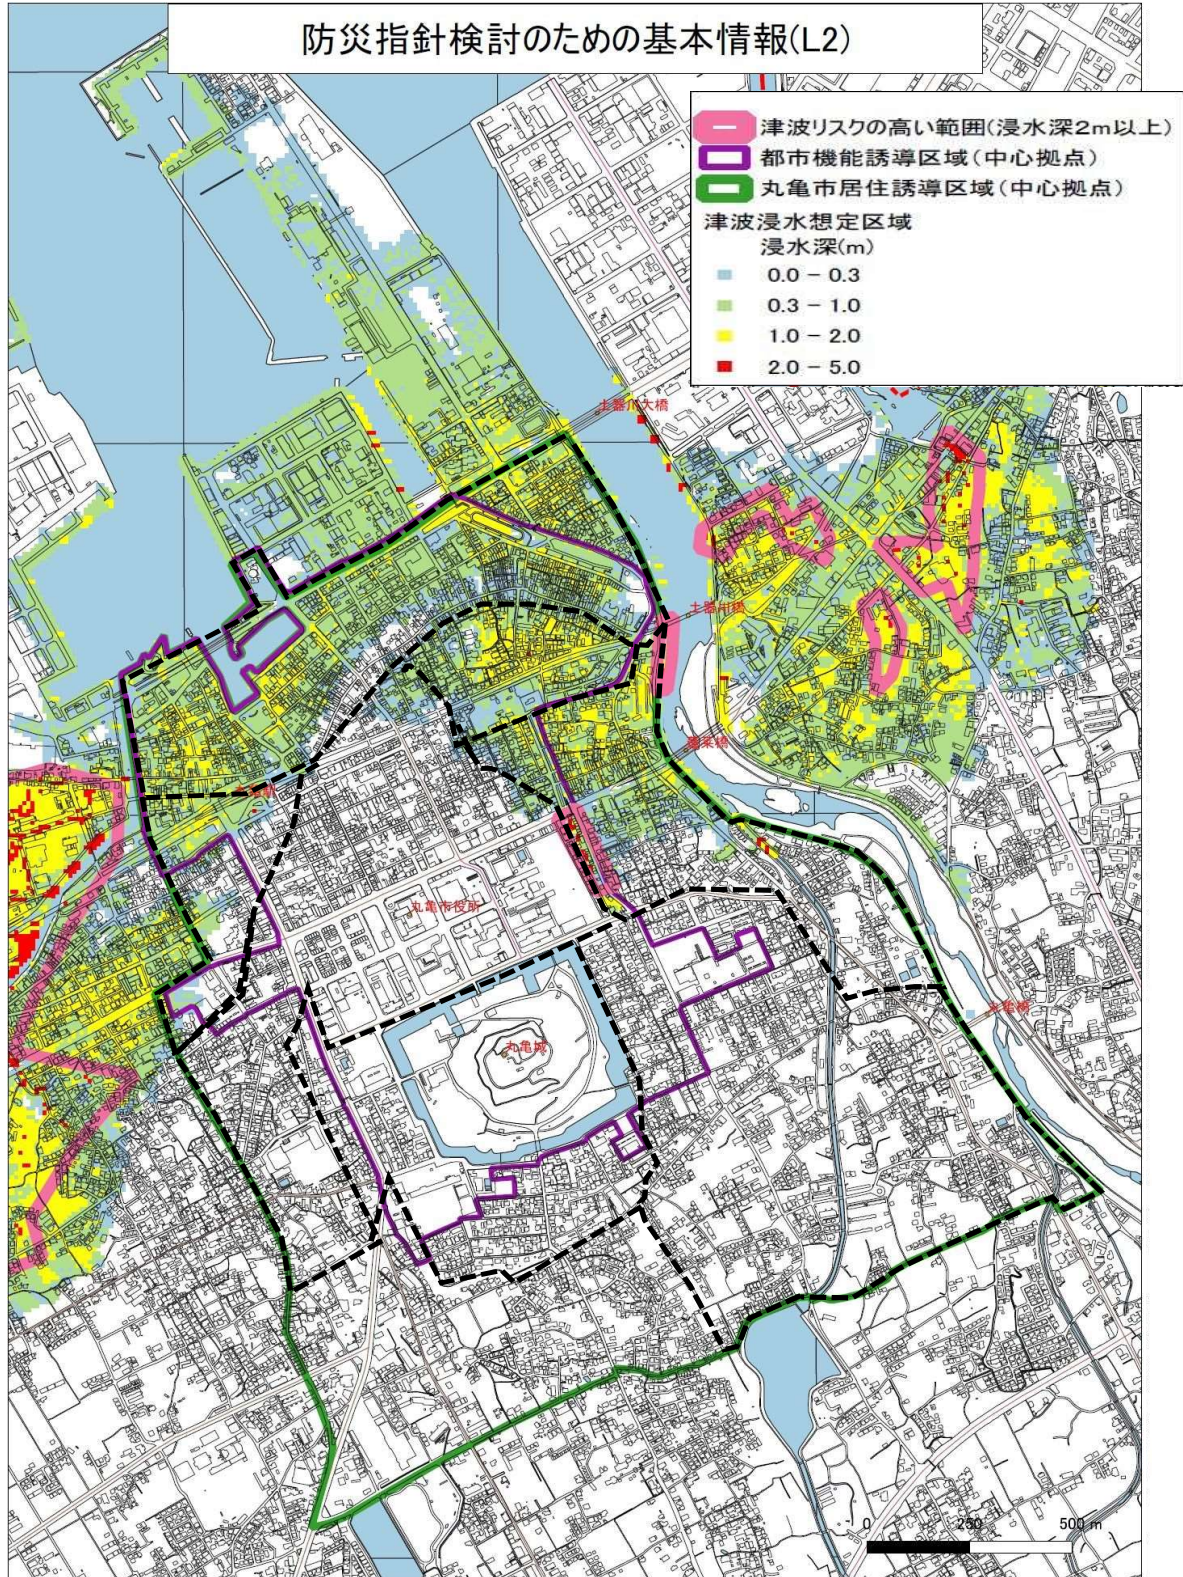 防災指針検討のための基本情報(L2)
津波リスクの高い範囲(浸水深2m以上)
都市機能誘導区域(中心拠点)
丸亀市居住誘導区域(中心拠点)
津波浸水想定区域
浸水深(m)
0.0 - 0.3
0.3 - 1.0
1.0 - 2.0
2.0 - 5.0
土器川大橋
土器川橋
蓬莱橋
丸亀市役所
丸亀橋
丸亀城
0 250 500 m